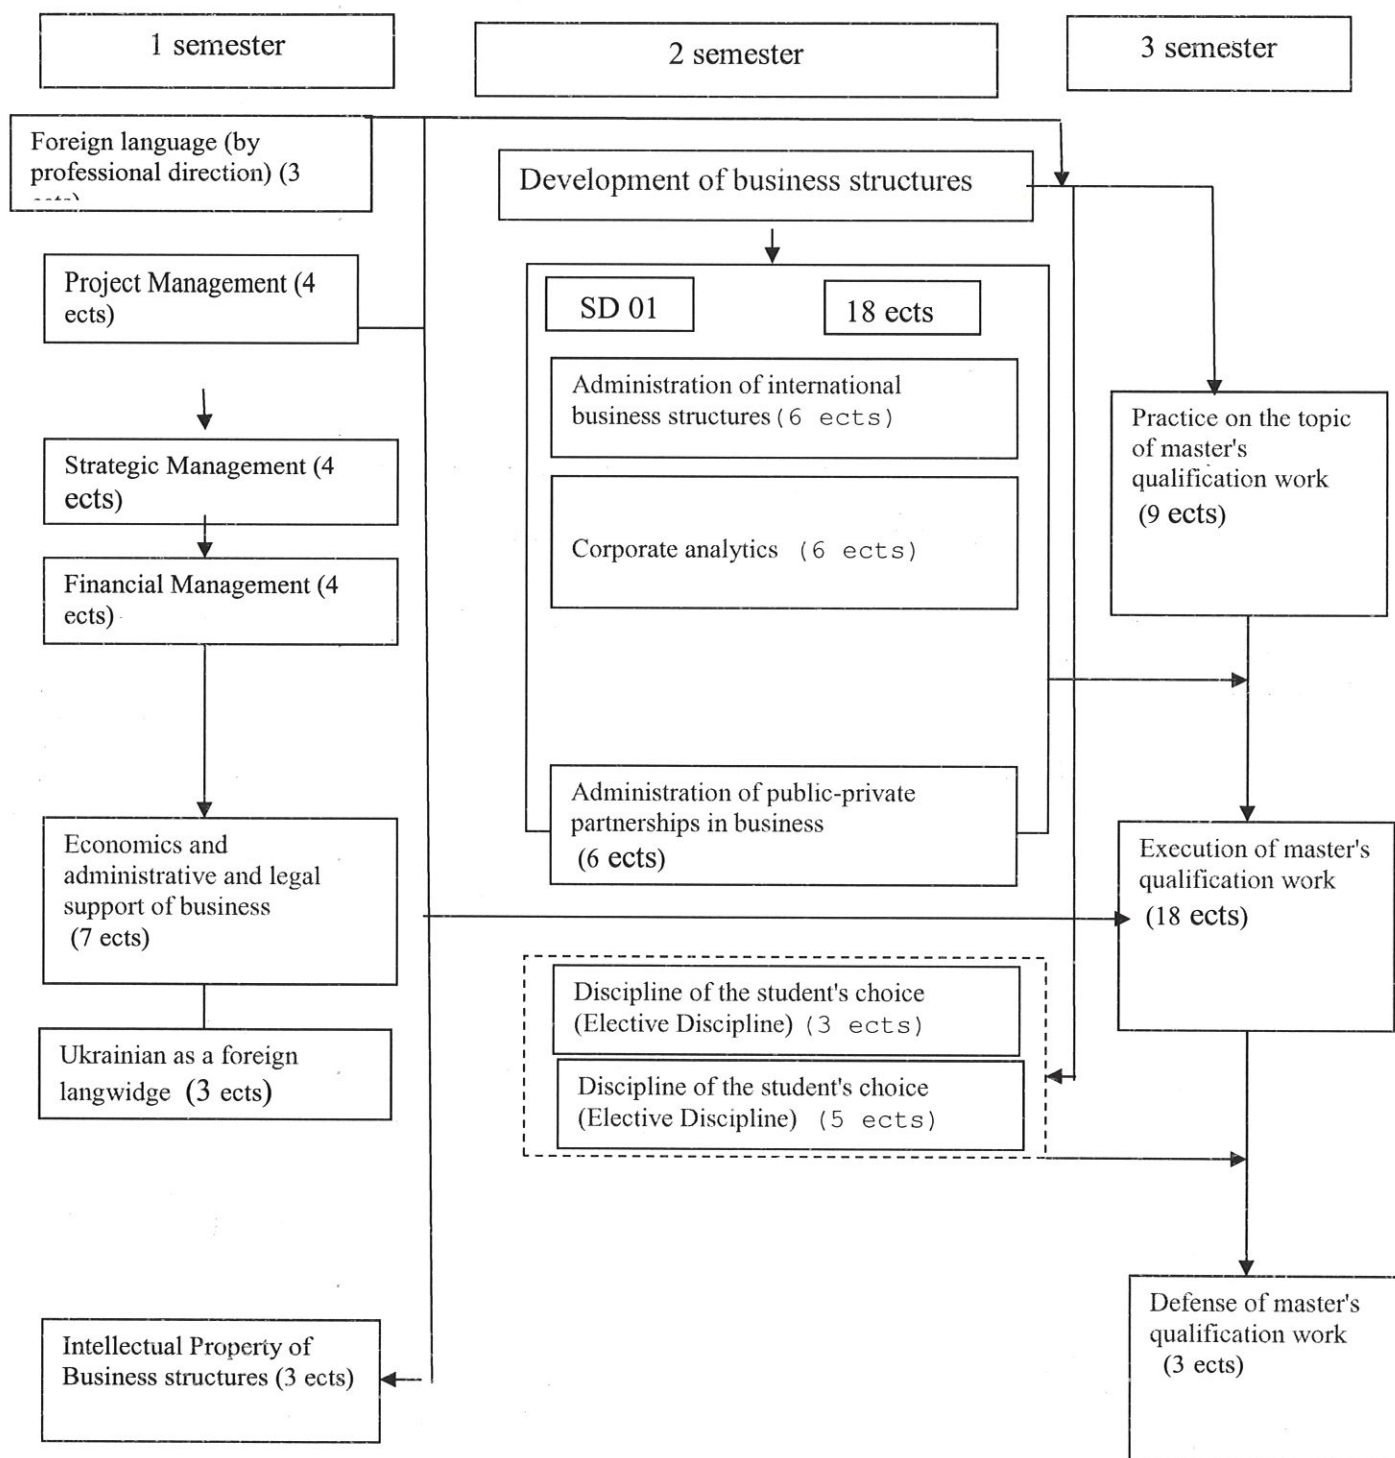 1 semester
2 semester
3 semester
Foreign language (by
professional direction) (3
Project Management (4
ects)
Strategic Management (4
ects)
Financial Management (4
ects)
Economics and
administrative and legal
support of business
(7 ects)
Ukrainian as a foreign
langwidge (3 ects)
Intellectual Property of
Business structures (3 ects)
Development of business structures
SD 01
18 ects
Administration of international
business structures (6 ects)
Corporate analytics (6 ects)
Administration of public-private
partnerships in business
(6 ects)
Discipline of the student's choice
(Elective Discipline) (3 ects)
Discipline of the student's choice
(Elective Discipline) (5 ects)
Practice on the topic
of master's
qualification work
(9 ects)
Execution of master's
qualification work
(18 ects)
Defense of master's
qualification work
(3 ects)